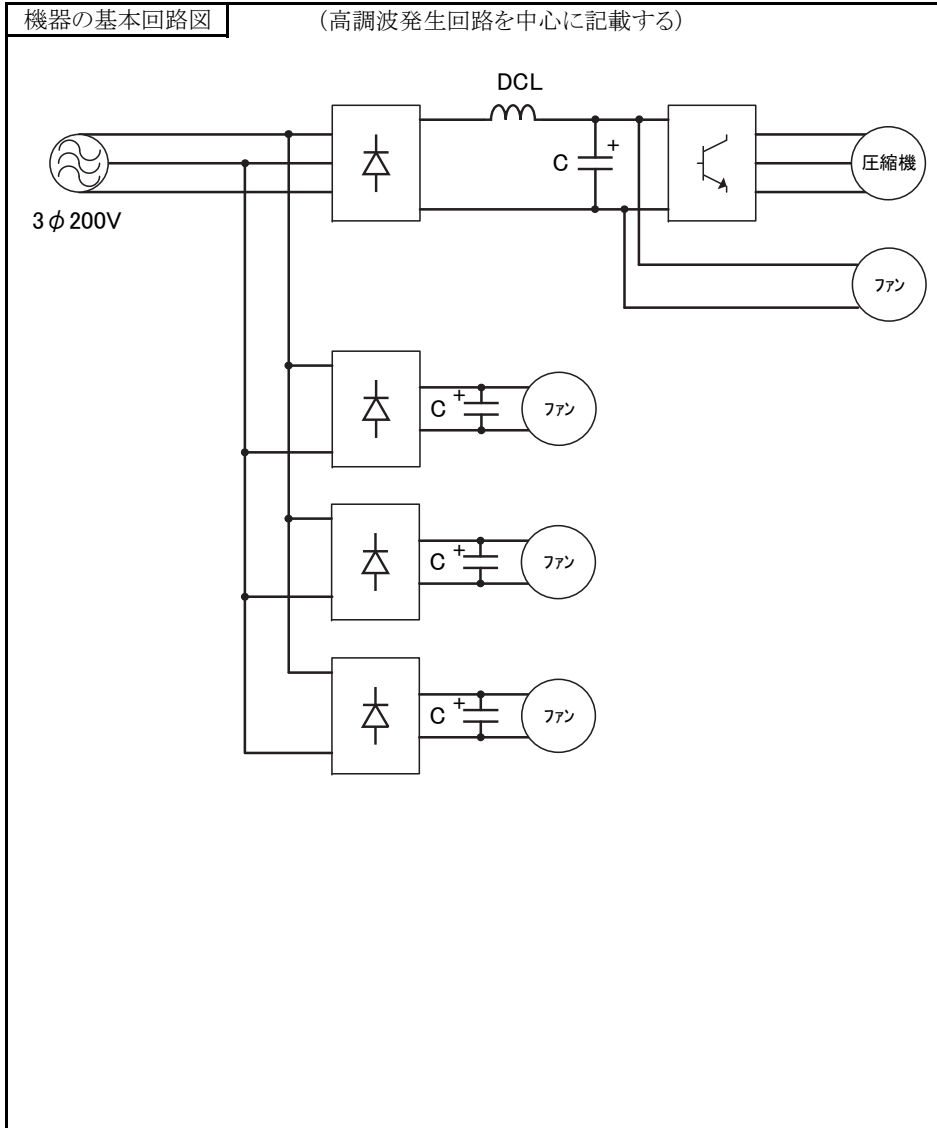 機器の基本回路図 (高調波発生回路を中心に記載する)
DCL
C +
圧縮機
3φ200V
ファン
C + ファン
C + ファン
C + ファン